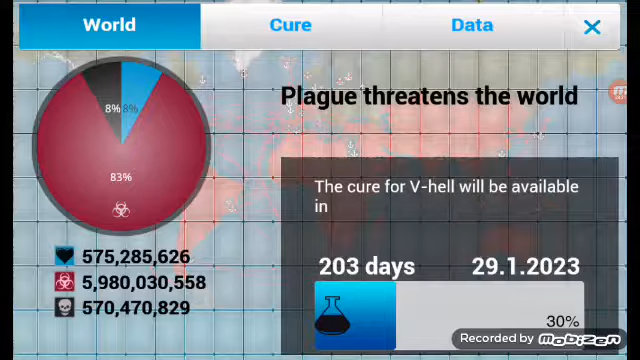 World
Cure
Data
Plague threatens the world
8%
8%
83%
The cure for V-hell will be available
in
575,285,626
5,980,030,558
570,470,829
203 days
29.1.2023
30%
Recorded by mobizen